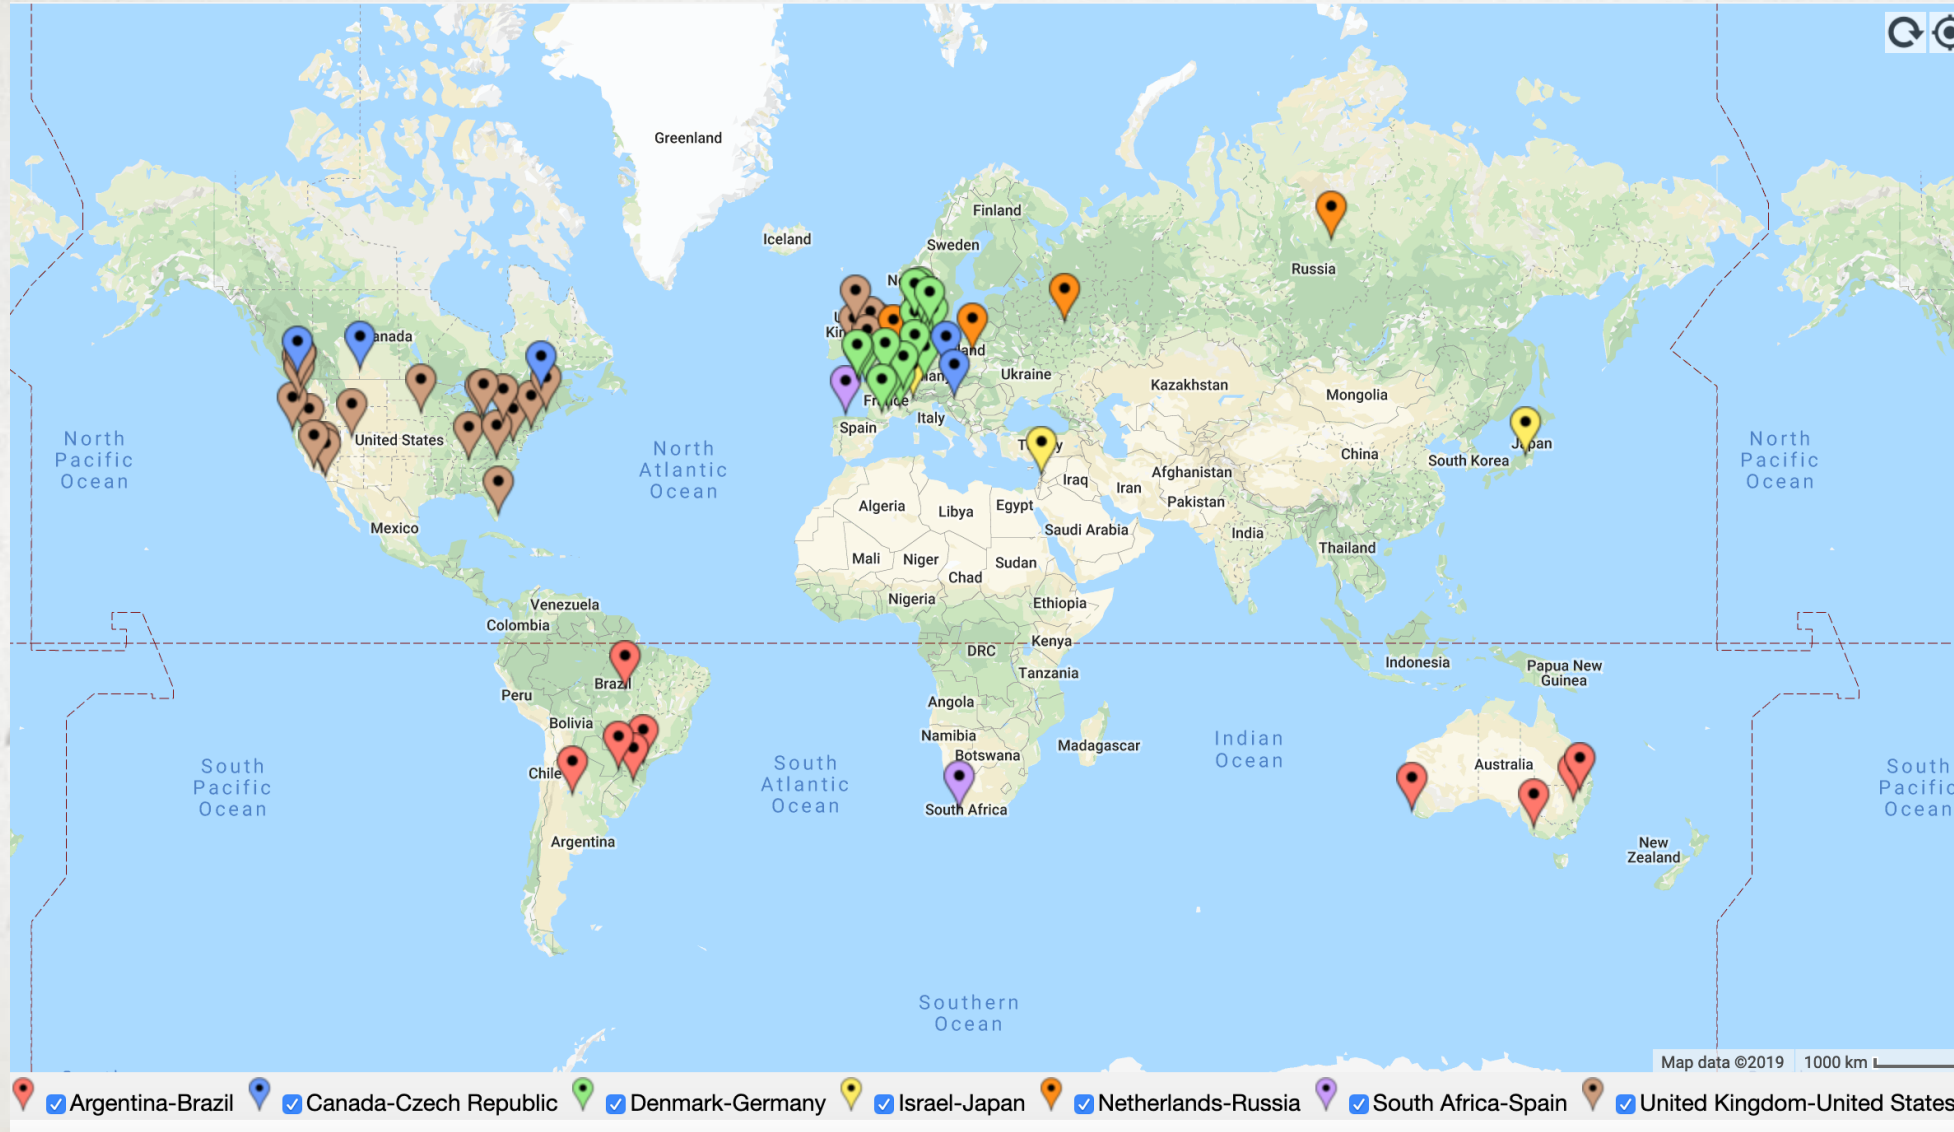 Greenland
Finland
Iceland
Sweden
Russia
Canada
Ukraine
Kazakhstan
Mongolia
France
Italy
Spain
United States
North
Pacific
Ocean
North
Atlantic
Ocean
Turkey
Japan
South Korea
China
North
Pacific
Ocean
Afghanistan
Iraq
Iran
Pakistan
Algeria
Libya
Egypt
Saudi Arabia
India
Mexico
Mali
Niger
Sudan
Chad
Thailand
Nigeria
Ethiopia
Venezuela
Colombia
Kenya
DRC
Tanzania
Indonesia
Papua New
Guinea
Brazil
Peru
Angola
Bolivia
Namibia
Botswana
Madagascar
Indian
Ocean
Chile
South
Pacific
Ocean
South
Atlantic
Ocean
South Africa
Australia
South
Pacific
Ocean
Argentina
New
Zealand
Southern
Ocean
Map data ©2019 1000 km
Argentina-Brazil Canada-Czech Republic Denmark-Germany Israel-Japan Netherlands-Russia South Africa-Spain United Kingdom-United States